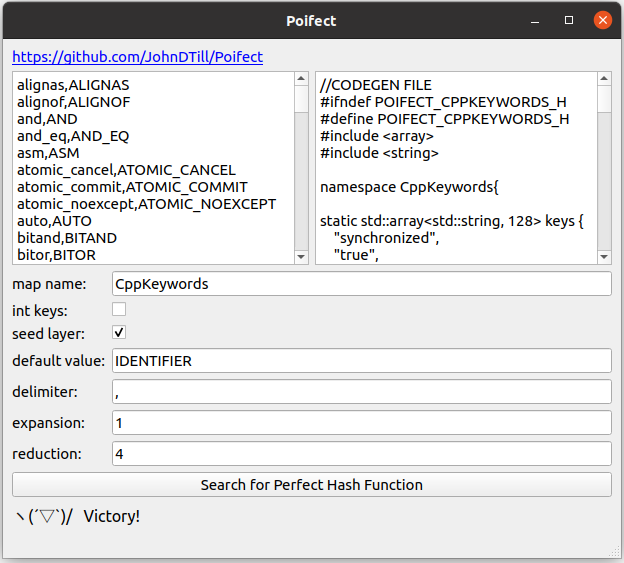 Poifect
https://github.com/JohnDTill/Poifect
alignas,ALIGNAS
alignof,ALIGNOF
and,AND
and_eq,AND_EQ
asm,ASM
atomic_cancel,ATOMIC_CANCEL
atomic_commit,ATOMIC_COMMIT
atomic_noexcept,ATOMIC_NOEXCEPT
auto,AUTO
bitand,BITAND
bitor,BITOR
//CODEGEN FILE
#ifndef POIFECT_CPPKEYWORDS_H
#define POIFECT_CPPKEYWORDS_H
#include <array>
#include <string>
namespace CppKeywords{
static std::array<std::string, 128> keys {
"synchronized",
"true",
map name: CppKeywords
int keys:
seed layer:
default value: IDENTIFIER
delimiter: ,
expansion: 1
reduction: 4
Search for Perfect Hash Function
ヽ(´▽`)/ Victory!